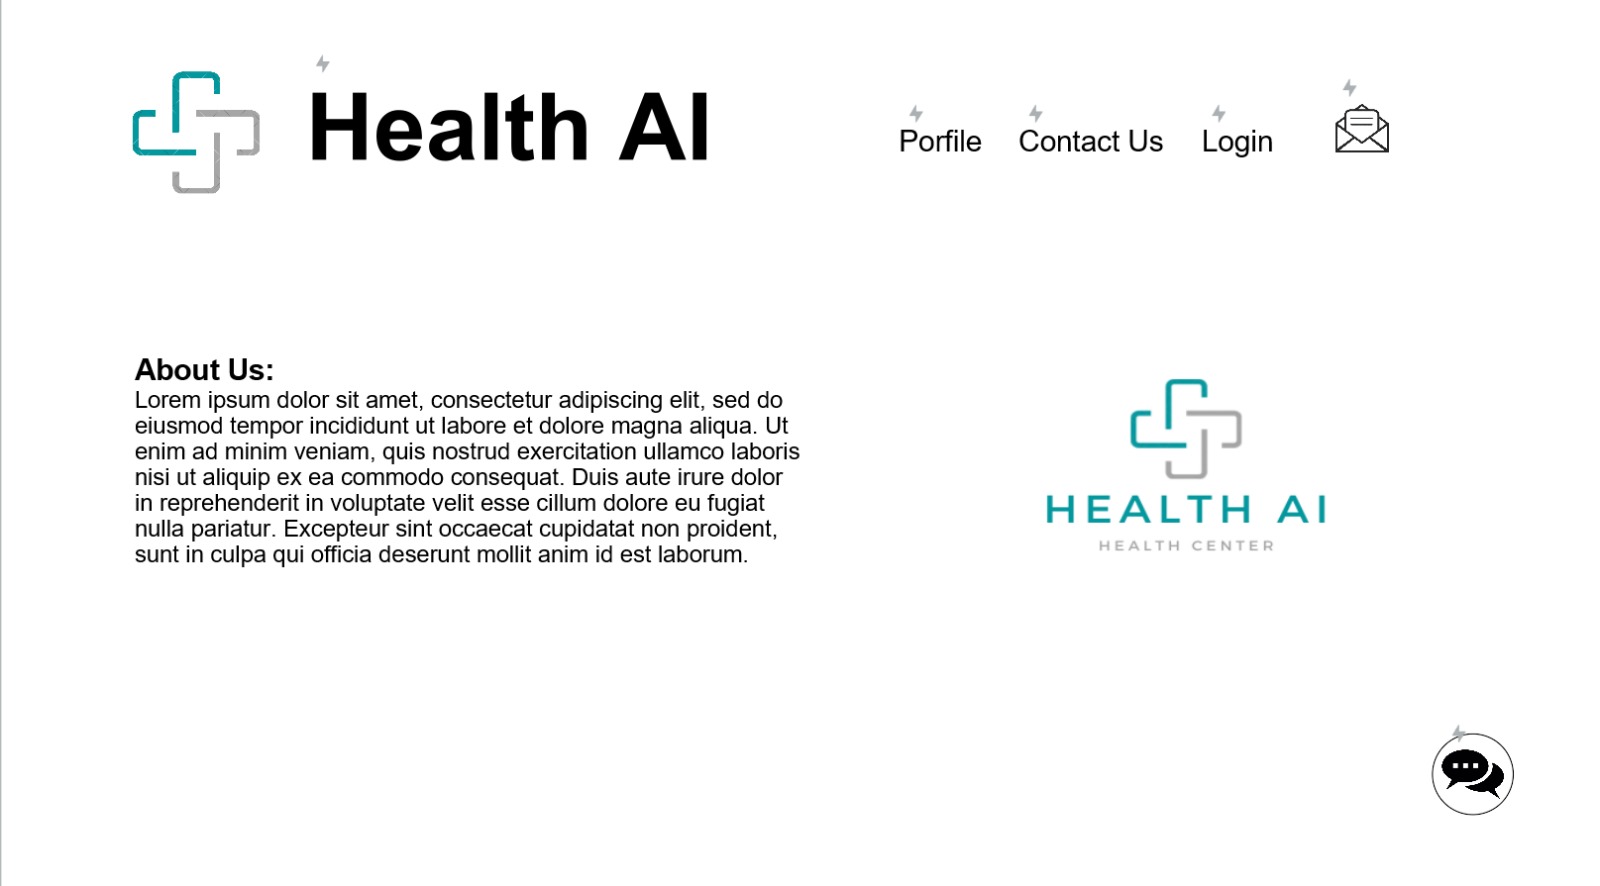 Health AI
Porfile Contact Us Login
About Us:
Lorem ipsum dolor sit amet, consectetur adipiscing elit, sed do
eiusmod tempor incididunt ut labore et dolore magna aliqua. Ut
enim ad minim veniam, quis nostrud exercitation ullamco laboris
nisi ut aliquip ex ea commodo consequat. Duis aute irure dolor
in reprehenderit in voluptate velit esse cillum dolore eu fugiat
nulla pariatur. Excepteur sint occaecat cupidatat non proident,
sunt in culpa qui officia deserunt mollit anim id est laborum.
HEALTH AI
HEALTH CENTER